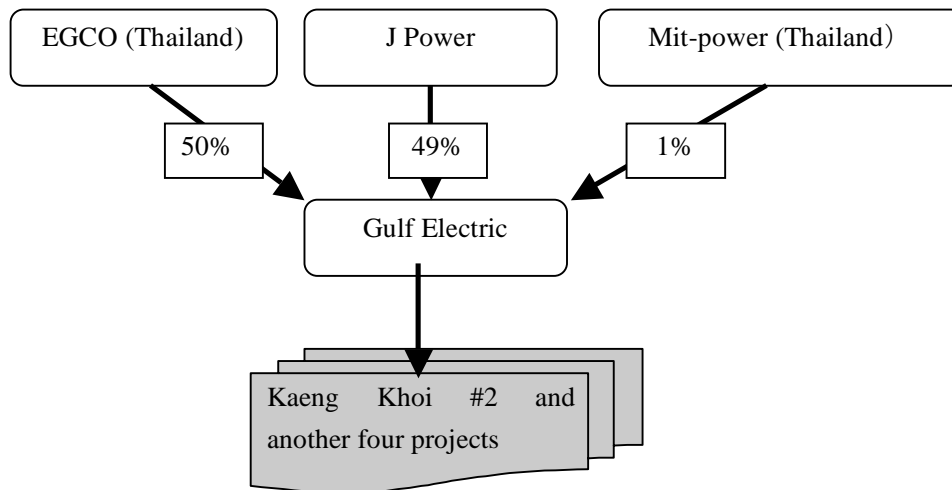 EGCO (Thailand)
J Power
Mit-power (Thailand）
50%
49%
1%
Gulf Electric
Kaeng Khoi #2 and
another four projects